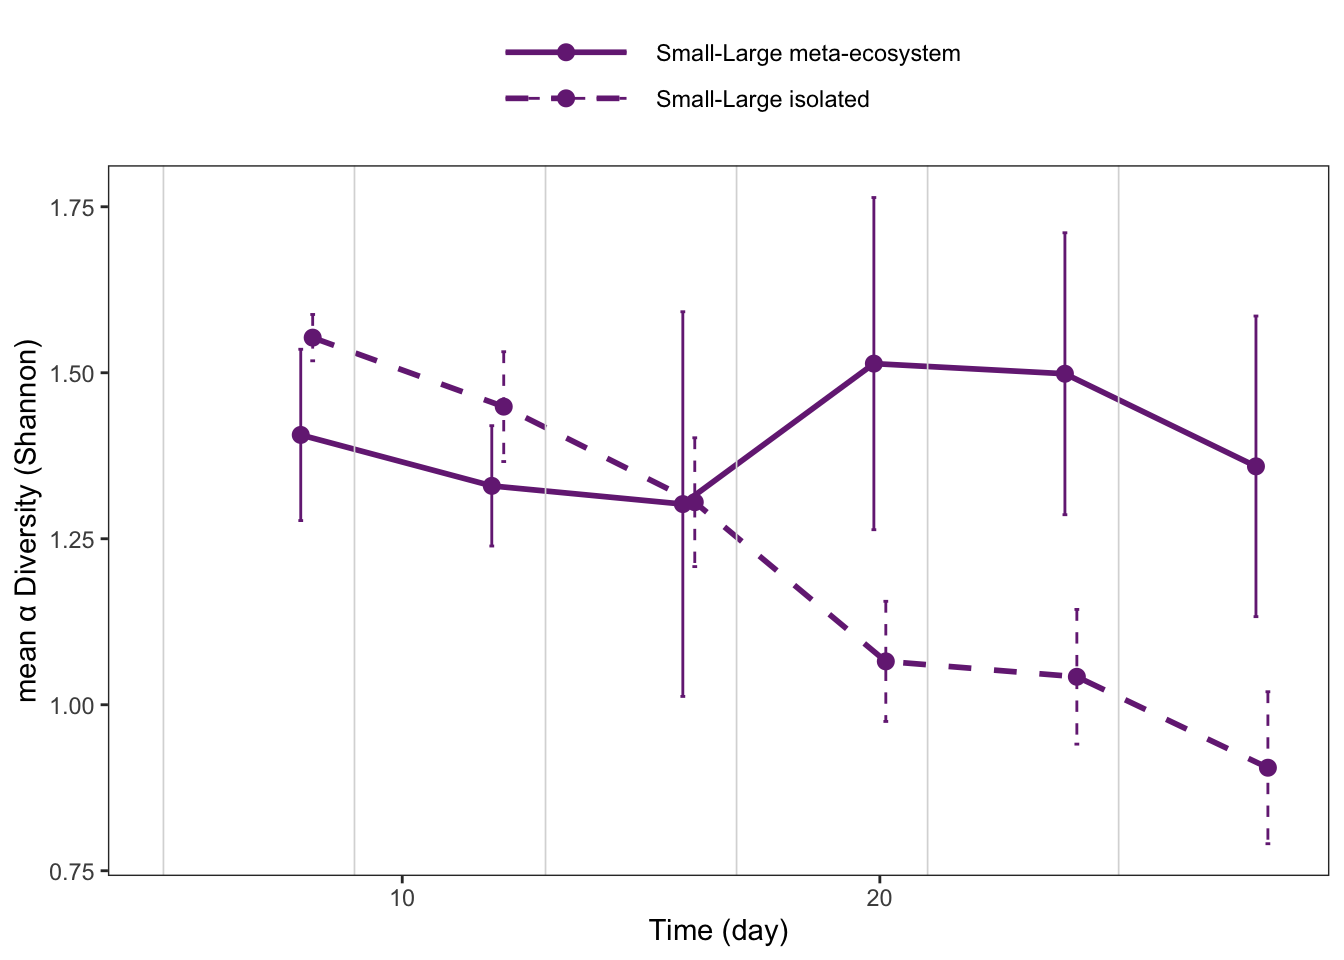 Small-Large meta-ecosystem
Small-Large isolated
mean α Diversity (Shannon)
1.75
1.50
1.25
1.00
0.75
10
20
Time (day)